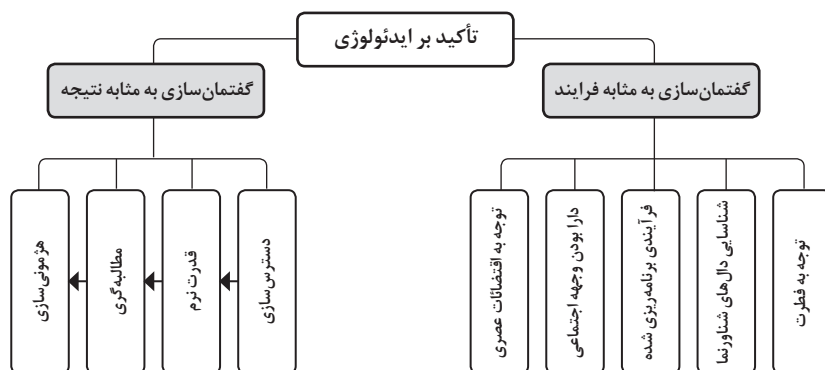 تأکید بر ایدئولوژی
گفتمان‌سازی به مثابه فرایند
گفتمان‌سازی به مثابه نتیجه
توجه به فطرت
شناسایی دال‌های شناورنما
فرآیندی برنامه‌ریزی شده
دارا بودن وجهه اجتماعی
توجه به اقتضائات عصری
دسترس‌سازی
قدرت نرم
مطالبه‌گری
هژمونی‌سازی